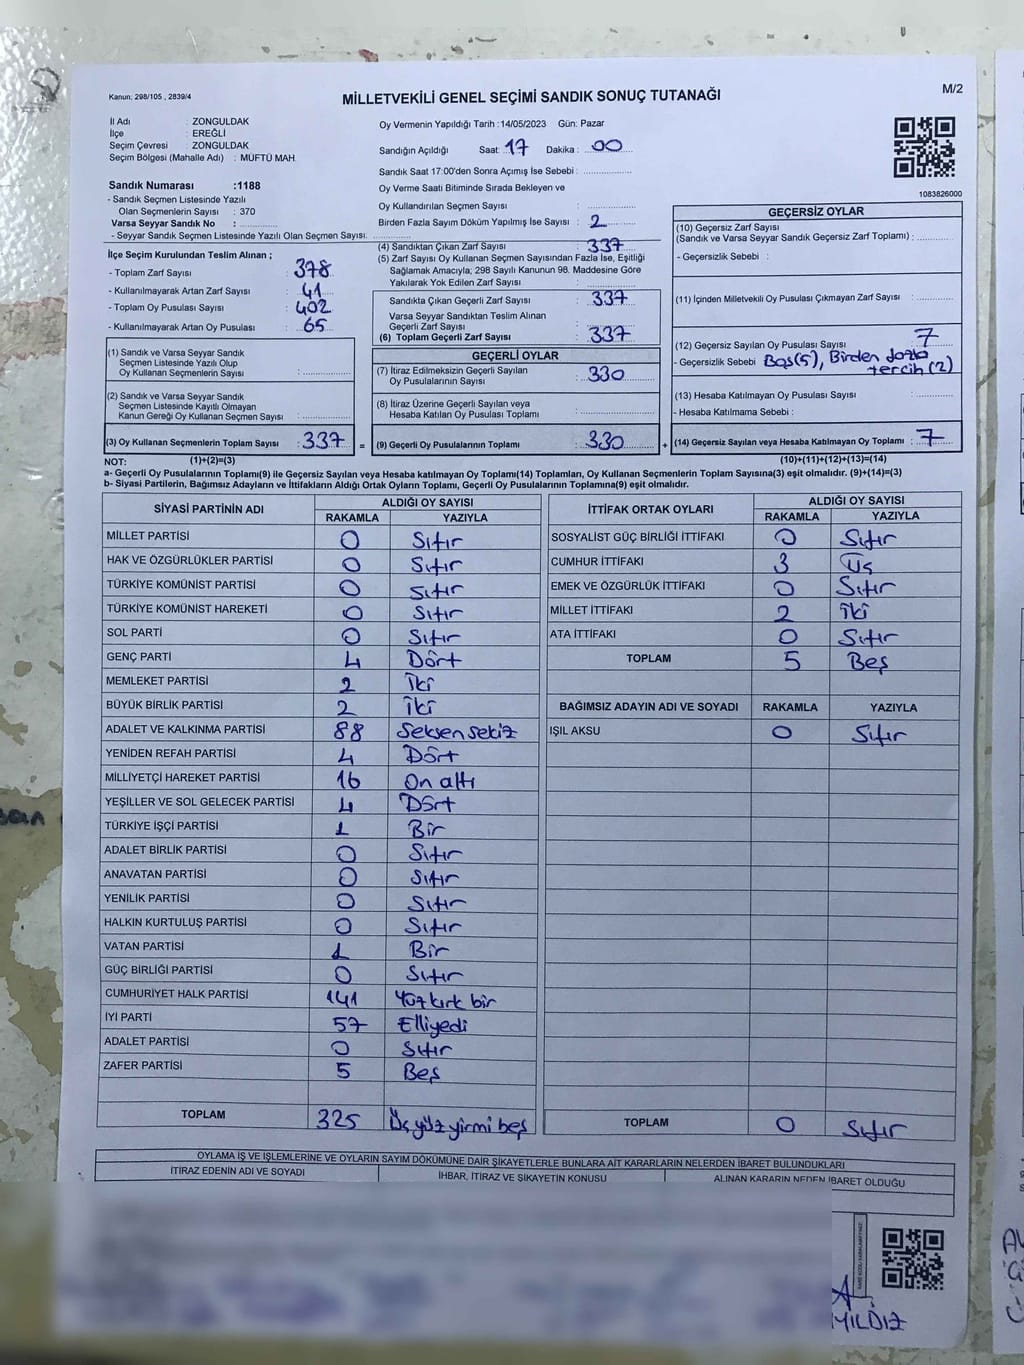 Kanun, 298/105 , 2839/4
MİLLETVEKİLİ GENEL SEÇİMİ SANDIK SONUÇ TUTANAĞI
M/2
İl Adı : ZONGULDAK
İlçe : EREĞLİ
Seçim Çevresi : ZONGULDAK
Seçim Bölgesi (Mahalle Adı) : MÜFTÜ MAH.
Sandık Numarası :1188
- Sandık Seçmen Listesinde Yazılı
Olan Seçmenlerin Sayısı : 370
Varsa Seyyar Sandık No :
- Seyyar Sandık Seçmen Listesinde Yazılı Olan Seçmen Sayısı:
Oy Vermenin Yapıldığı Tarih :14/05/2023 Gün: Pazar
Sandığın Açıldığı Saat: 17 Dakika : 00
Sandık Saat 17:00'den Sonra Açımış İse Sebebi :
Oy Verme Saati Bitiminde Sırada Bekleyen ve
Oy Kullandırılan Seçmen Sayısı :
Birden Fazla Sayım Döküm Yapılmış İse Sayısı : 2
1083826000
İlçe Seçim Kurulundan Teslim Alınan ;
- Toplam Zarf Sayısı : 378
- Kullanılmayarak Artan Zarf Sayısı : 41
- Toplam Oy Pusulası Sayısı : 402
- Kullanılmayarak Artan Oy Pusulası : 65
(4) Sandıktan Çıkan Zarf Sayısı : 337
(5) Zarf Sayısı Oy Kullanan Seçmen Sayısından Fazla İse, Eşitliği
Sağlamak Amacıyla; 298 Sayılı Kanunun 98. Maddesine Göre
Yakılarak Yok Edilen Zarf Sayısı :
Sandıkta Çıkan Geçerli Zarf Sayısı : 337
Varsa Seyyar Sandıktan Teslim Alınan
Geçerli Zarf Sayısı :
(6) Toplam Geçerli Zarf Sayısı : 337
GEÇERSİZ OYLAR
(10) Geçersiz Zarf Sayısı
(Sandık ve Varsa Seyyar Sandık Geçersiz Zarf Toplamı) :
- Geçersizlik Sebebi :
(11) İçinden Milletvekili Oy Pusulası Çıkmayan Zarf Sayısı :
(12) Geçersiz Sayılan Oy Pusulası Sayısı : 7
- Geçersizlik Sebebi Boş(5), Birden fazla
tercih(2)
(13) Hesaba Katılmayan Oy Pusulası Sayısı :
- Hesaba Katılmama Sebebi :
(1) Sandık ve Varsa Seyyar Sandık
Seçmen Listesinde Yazılı Olup
Oy Kullanan Seçmenlerin Sayısı :
(2) Sandık ve Varsa Seyyar Sandık
Seçmen Listesinde Kayıtlı Olmayan
Kanun Gereği Oy Kullanan Seçmen Sayısı :
GEÇERLİ OYLAR
(7) İtiraz Edilmeksizin Geçerli Sayılan
Oy Pusulalarının Sayısı : 330
(8) İtiraz Üzerine Geçerli Sayılan veya
Hesaba Katılan Oy Pusulası Toplamı :
(3) Oy Kullanan Seçmenlerin Toplam Sayısı : 337 = (9) Geçerli Oy Pusulalarının Toplamı : 330 + (14) Geçersiz Sayılan veya Hesaba Katılmayan Oy Toplamı : 7
NOT: (1)+(2)=(3) (10)+(11)+(12)+(13)=(14)
a- Geçerli Oy Pusulalarının Toplamı(9) ile Geçersiz Sayılan veya Hesaba katılmayan Oy Toplamı(14) Toplamları, Oy Kullanan Seçmenlerin Toplam Sayısına(3) eşit olmalıdır. (9)+(14)=(3)
b- Siyasi Partilerin, Bağımsız Adayların ve İttifakların Aldığı Ortak Oyların Toplamı, Geçerli Oy Pusulalarının Toplamına(9) eşit olmalıdır.
SİYASİ PARTİNİN ADI ALDIĞI OY SAYISI
RAKAMLA YAZIYLA
MİLLET PARTİSİ 0 Sıfır
HAK VE ÖZGÜRLÜKLER PARTİSİ 0 Sıfır
TÜRKİYE KOMÜNİST PARTİSİ 0 Sıfır
TÜRKİYE KOMÜNİST HAREKETİ 0 Sıfır
SOL PARTİ 0 Sıfır
GENÇ PARTİ 4 Dört
MEMLEKET PARTİSİ 2 İki
BÜYÜK BİRLİK PARTİSİ 2 İki
ADALET VE KALKINMA PARTİSİ 88 Seksen sekiz
YENİDEN REFAH PARTİSİ 4 Dört
MİLLİYETÇİ HAREKET PARTİSİ 16 On altı
YEŞİLLER VE SOL GELECEK PARTİSİ 4 Dört
TÜRKİYE İŞÇİ PARTİSİ 1 Bir
ADALET BİRLİK PARTİSİ 0 Sıfır
ANAVATAN PARTİSİ 0 Sıfır
YENİLİK PARTİSİ 0 Sıfır
HALKIN KURTULUŞ PARTİSİ 0 Sıfır
VATAN PARTİSİ 1 Bir
GÜÇ BİRLİĞİ PARTİSİ 0 Sıfır
CUMHURİYET HALK PARTİSİ 141 Yüz kırk bir
İYİ PARTİ 57 Elliyedi
ADALET PARTİSİ 0 Sıfır
ZAFER PARTİSİ 5 Beş
TOPLAM 325 Üç yüz yirmi beş
İTTİFAK ORTAK OYLARI ALDIĞI OY SAYISI
RAKAMLA YAZIYLA
SOSYALİST GÜÇ BİRLİĞİ İTTİFAKI 0 Sıfır
CUMHUR İTTİFAKI 3 Üç
EMEK VE ÖZGÜRLÜK İTTİFAKI 0 Sıfır
MİLLET İTTİFAKI 2 İki
ATA İTTİFAKI 0 Sıfır
TOPLAM 5 Beş
BAĞIMSIZ ADAYIN ADI VE SOYADI RAKAMLA YAZIYLA
IŞIL AKSU 0 Sıfır
TOPLAM 0 Sıfır
OYLAMA İŞ VE İŞLEMLERİNE VE OYLARIN SAYIM DÖKÜMÜNE DAİR ŞİKAYETLERLE BUNLARA AİT KARARLARIN NELERDEN İBARET BULUNDUKLARI
İTİRAZ EDENİN ADI VE SOYADI İHBAR, İTİRAZ VE ŞİKAYETİN KONUSU ALINAN KARARIN NEDEN İBARET OLDUĞU
YILDIZ